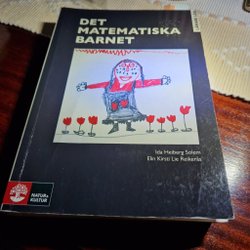 DET
MATEMATISKA
BARNET
Ida Heiberg Solem
Elin Kirsti Lie Reikerås
NATUR &
KULTUR